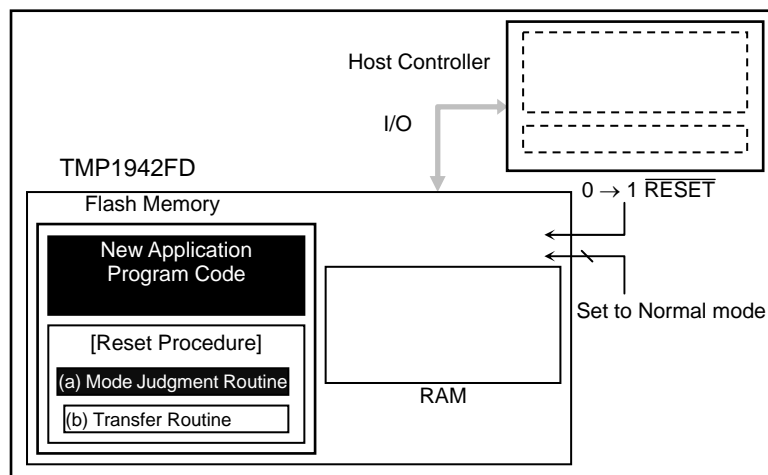 Host Controller
I/O
TMP1942FD
0 → 1 RESET
Flash Memory
New Application
Program Code
Set to Normal mode
[Reset Procedure]
(a) Mode Judgment Routine
RAM
(b) Transfer Routine